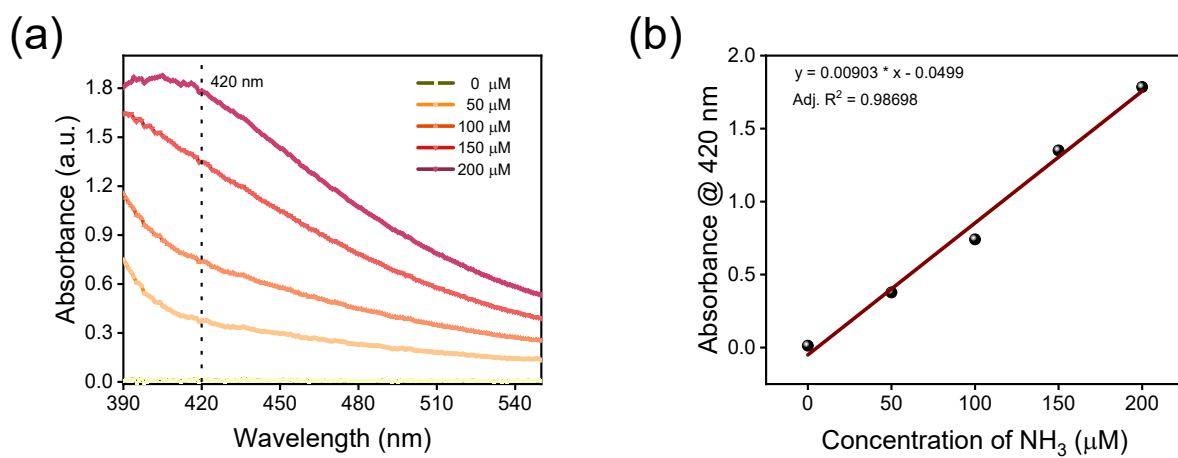 (a)
1.8
1.5
1.2
0.9
0.6
0.3
0.0
Absorbance (a.u.)
390 420 450 480 510 540
Wavelength (nm)
420 nm
0 μM
50 μM
100 μM
150 μM
200 μM
(b)
2.0
1.5
1.0
0.5
0.0
Absorbance @ 420 nm
0 50 100 150 200
Concentration of NH₃ (μM)
y = 0.00903 * x - 0.0499
Adj. R² = 0.98698